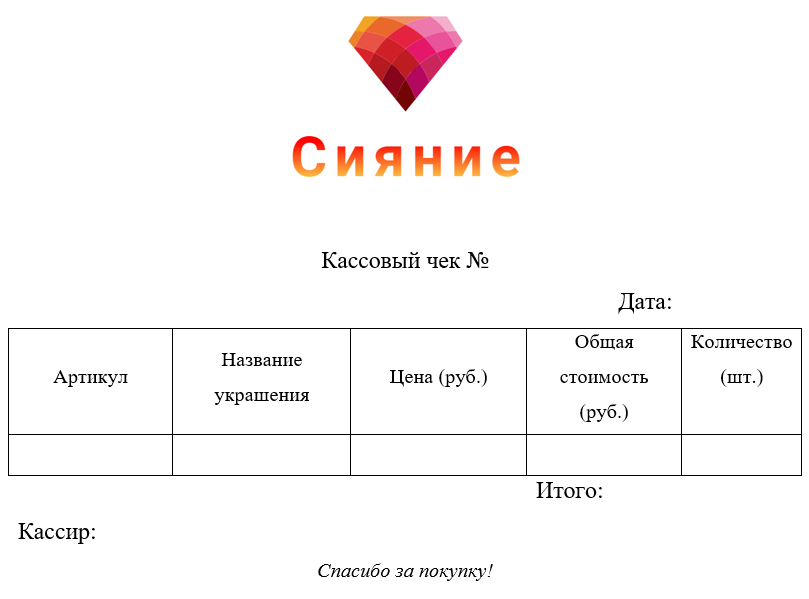 Сияние
Кассовый чек №
Дата:
Артикул
Название
украшения
Цена (руб.)
Общая
стоимость
(руб.)
Количество
(шт.)
Итого:
Кассир:
Спасибо за покупку!